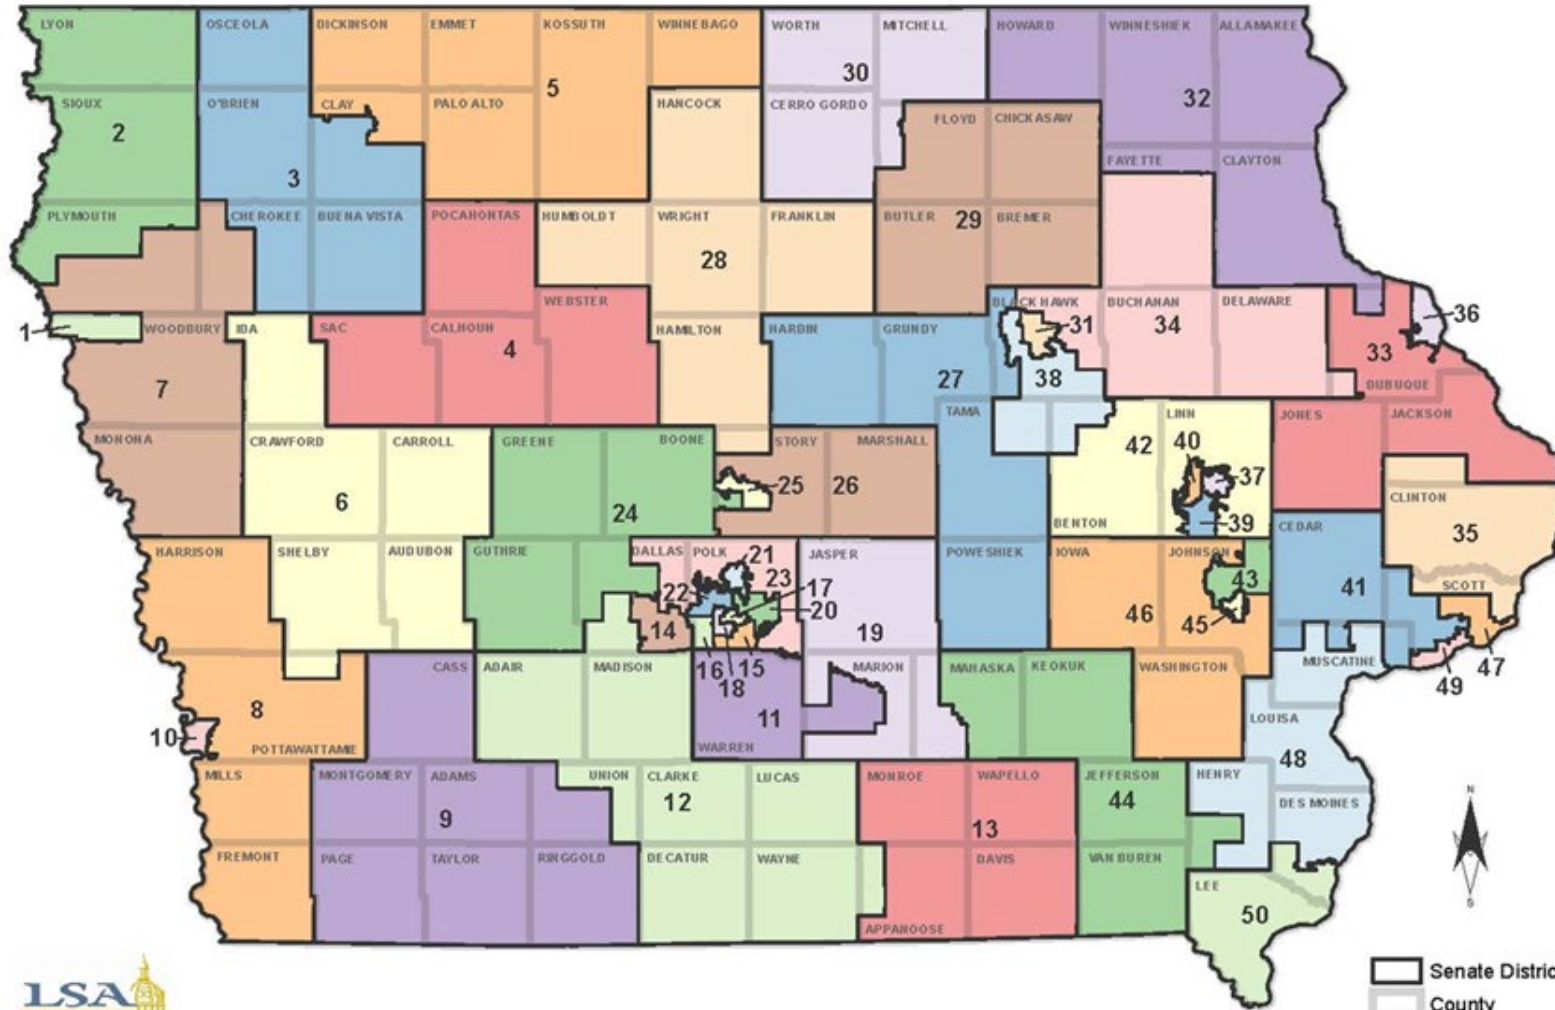 LYON OSCEOLA DICKINSON EMMET KOSSUTH WINNEBAGO WORTH MITCHELL HOWARD WINNESHIEK ALLAMAKEE
30
5
32
SIOUX O'BRIEN CLAY PALO ALTO HANCOCK CERRO GORDO FLOYD CHICKASAW
2
FAYETTE CLAYTON
3
PLYMOUTH CHEROKEE BUENA VISTA POCAHONTAS HUMBOLDT WRIGHT FRANKLIN BUTLER 29 BREMER
28
WEBSTER BLACK HAWK BUCHANAN DELAWARE
1 WOODBURY IDA SAC CALHOUN HAMILTON HARDIN GRUNDY 31 34 36
4 33
7 27 38 DUBUQUE
TAMA LINN JONES JACKSON
MONONA CRAWFORD CARROLL GREENE BOONE STORY MARSHALL 42 40
25 26 37
6 24 CLINTON
BENTON 39 CEDAR
35
HARRISON SHELBY AUDUBON GUTHRIE DALLAS POLK 21 JASPER POWESHIEK IOWA JOHNSON
23 17 43 41 SCOTT
22 20
14 19 46 45
16 15 47
18 49
CASS ADAIR MADISON MARION MAHASKA KEOKUK WASHINGTON MUSCATINE
8 11 LOUISA
10 POTTAWATTAMIE WARREN
48
MILLS MONTGOMERY ADAMS UNION CLARKE LUCAS MONROE WAPELLO JEFFERSON HENRY
12 44 DES MOINES
9 13
FREMONT PAGE TAYLOR RINGGOLD DECATUR WAYNE DAVIS VAN BUREN
LEE
50
APPANOOSE
N
S
LSA
Senate Distric
County